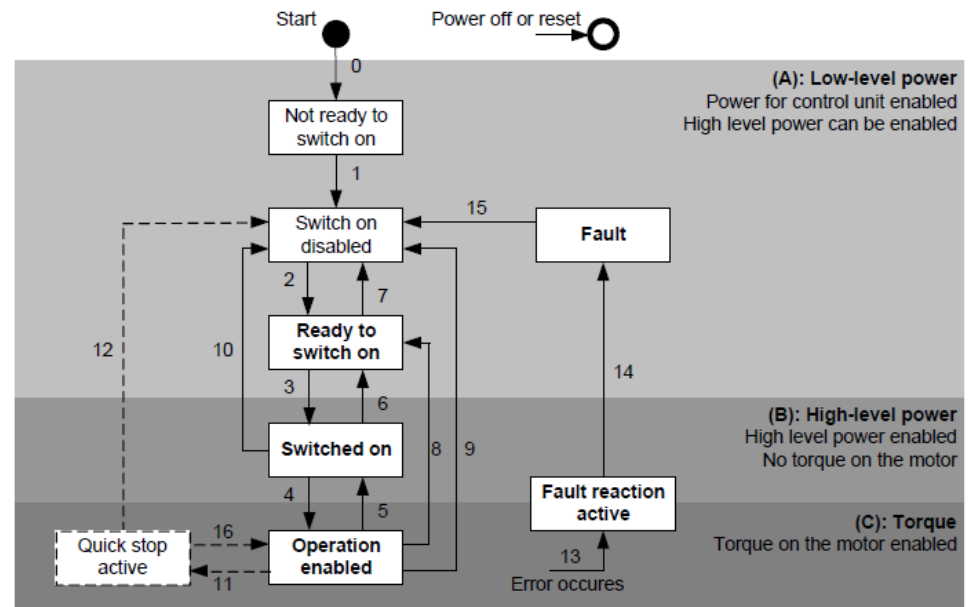 Start
Power off or reset
0
(A): Low-level power
Power for control unit enabled
High level power can be enabled
Not ready to
switch on
1
Switch on
disabled
15
Fault
2
7
Ready to
switch on
12
10
3
6
14
(B): High-level power
High level power enabled
No torque on the motor
Switched on
8
9
4
5
Fault reaction
active
(C): Torque
Torque on the motor enabled
Quick stop
active
16
11
Operation
enabled
13
Error occures